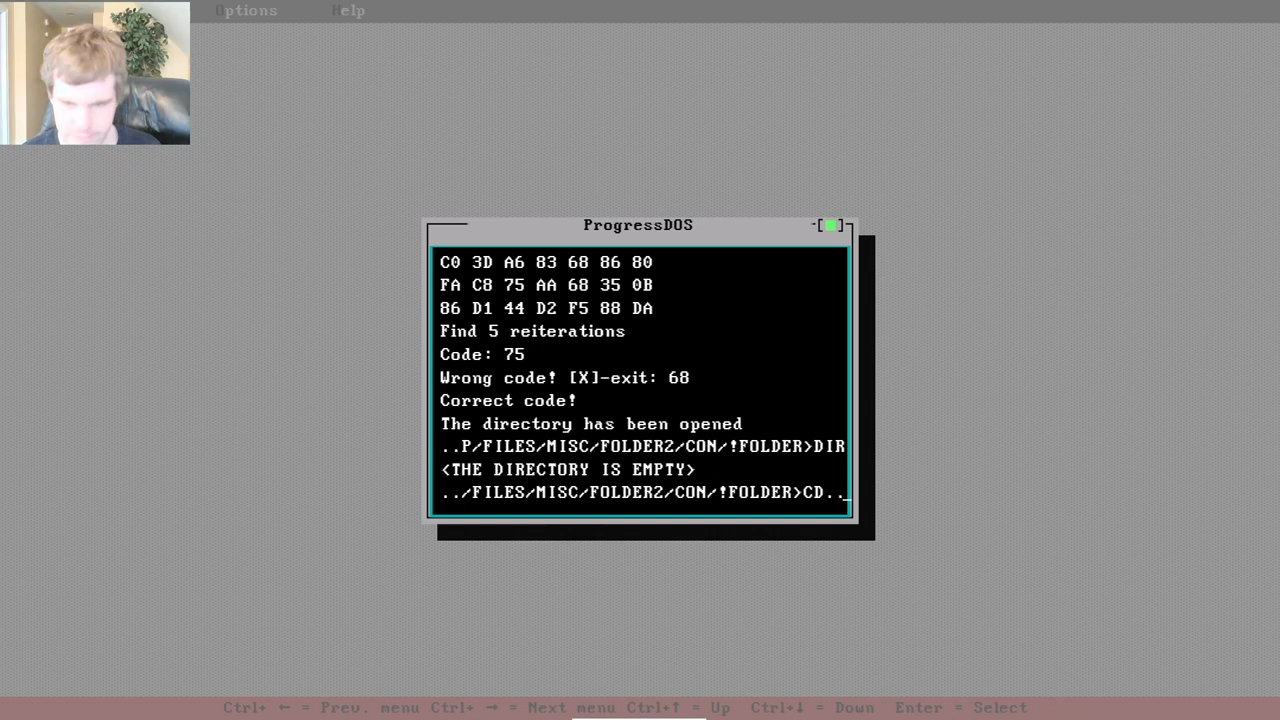 Options Help
ProgressDOS
C0 3D A6 83 68 86 80
FA C8 75 AA 68 35 0B
86 D1 44 D2 F5 88 DA
Find 5 reiterations
Code: 75
Wrong code! [X]-exit: 68
Correct code!
The directory has been opened
..P/FILES/MISC/FOLDER2/CON/!FOLDER>DIR
<THE DIRECTORY IS EMPTY>
../FILES/MISC/FOLDER2/CON/!FOLDER>CD.._
Ctrl+ ← = Prev. menu Ctrl+ → = Next menu Ctrl+↑ = Up Ctrl+↓ = Down Enter = Select